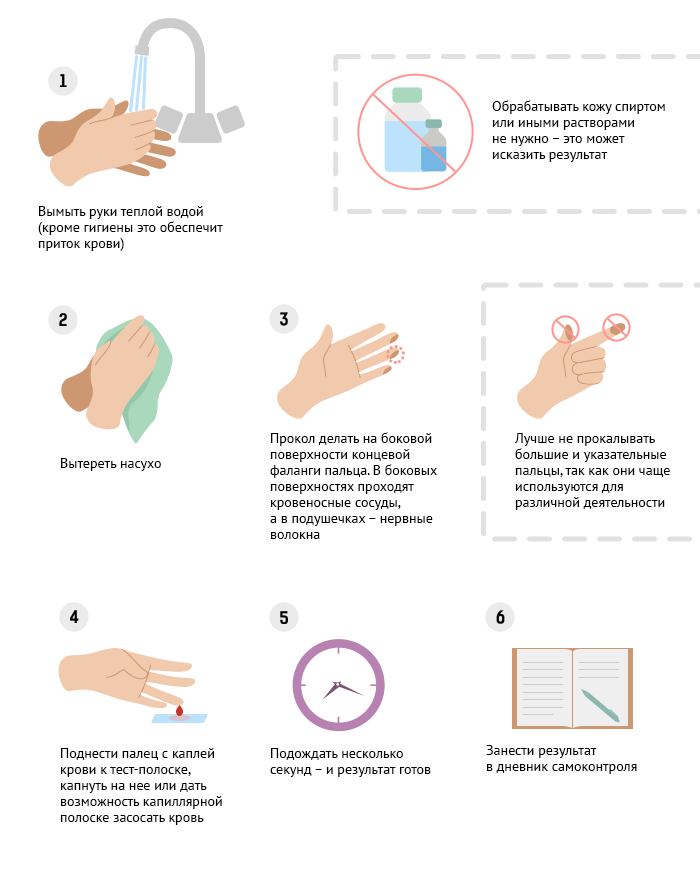 1
Вымыть руки теплой водой
(кроме гигиены это обеспечит
приток крови)
Обрабатывать кожу спиртом
или иными растворами
не нужно – это может
исказить результат
2
Вытереть насухо
3
Прокол делать на боковой
поверхности концевой
фаланги пальца. В боковых
поверхностях проходят
кровеносные сосуды,
а в подушечках – нервные
волокна
Лучше не прокалывать
большие и указательные
пальцы, так как они чаще
используются для
различной деятельности
4
Поднести палец с каплей
крови к тест-полоске,
капнуть на нее или дать
возможность капиллярной
полоске засосать кровь
5
Подождать несколько
секунд – и результат готов
6
Занести результат
в дневник самоконтроля